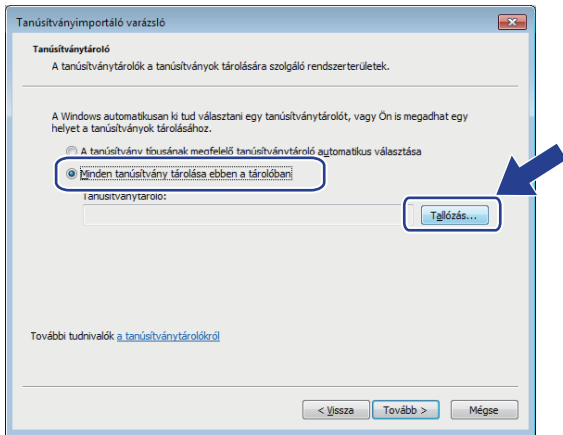 Tanúsítványimportáló varázsló
Tanúsítványtároló
A tanúsítványtárolók a tanúsítványok tárolására szolgáló rendszerterületek.
A Windows automatikusan ki tud választani egy tanúsítványtárolót, vagy Ön is megadhat egy
helyet a tanúsítványok tárolásához.
A tanúsítvány típusának megfelelő tanúsítványtároló automatikus választása
Minden tanúsítvány tárolása ebben a tárolóban
Tanúsítványtároló:
Tallózás...
További tudnivalók a tanúsítványtárolókról
< Vissza
Tovább >
Mégse